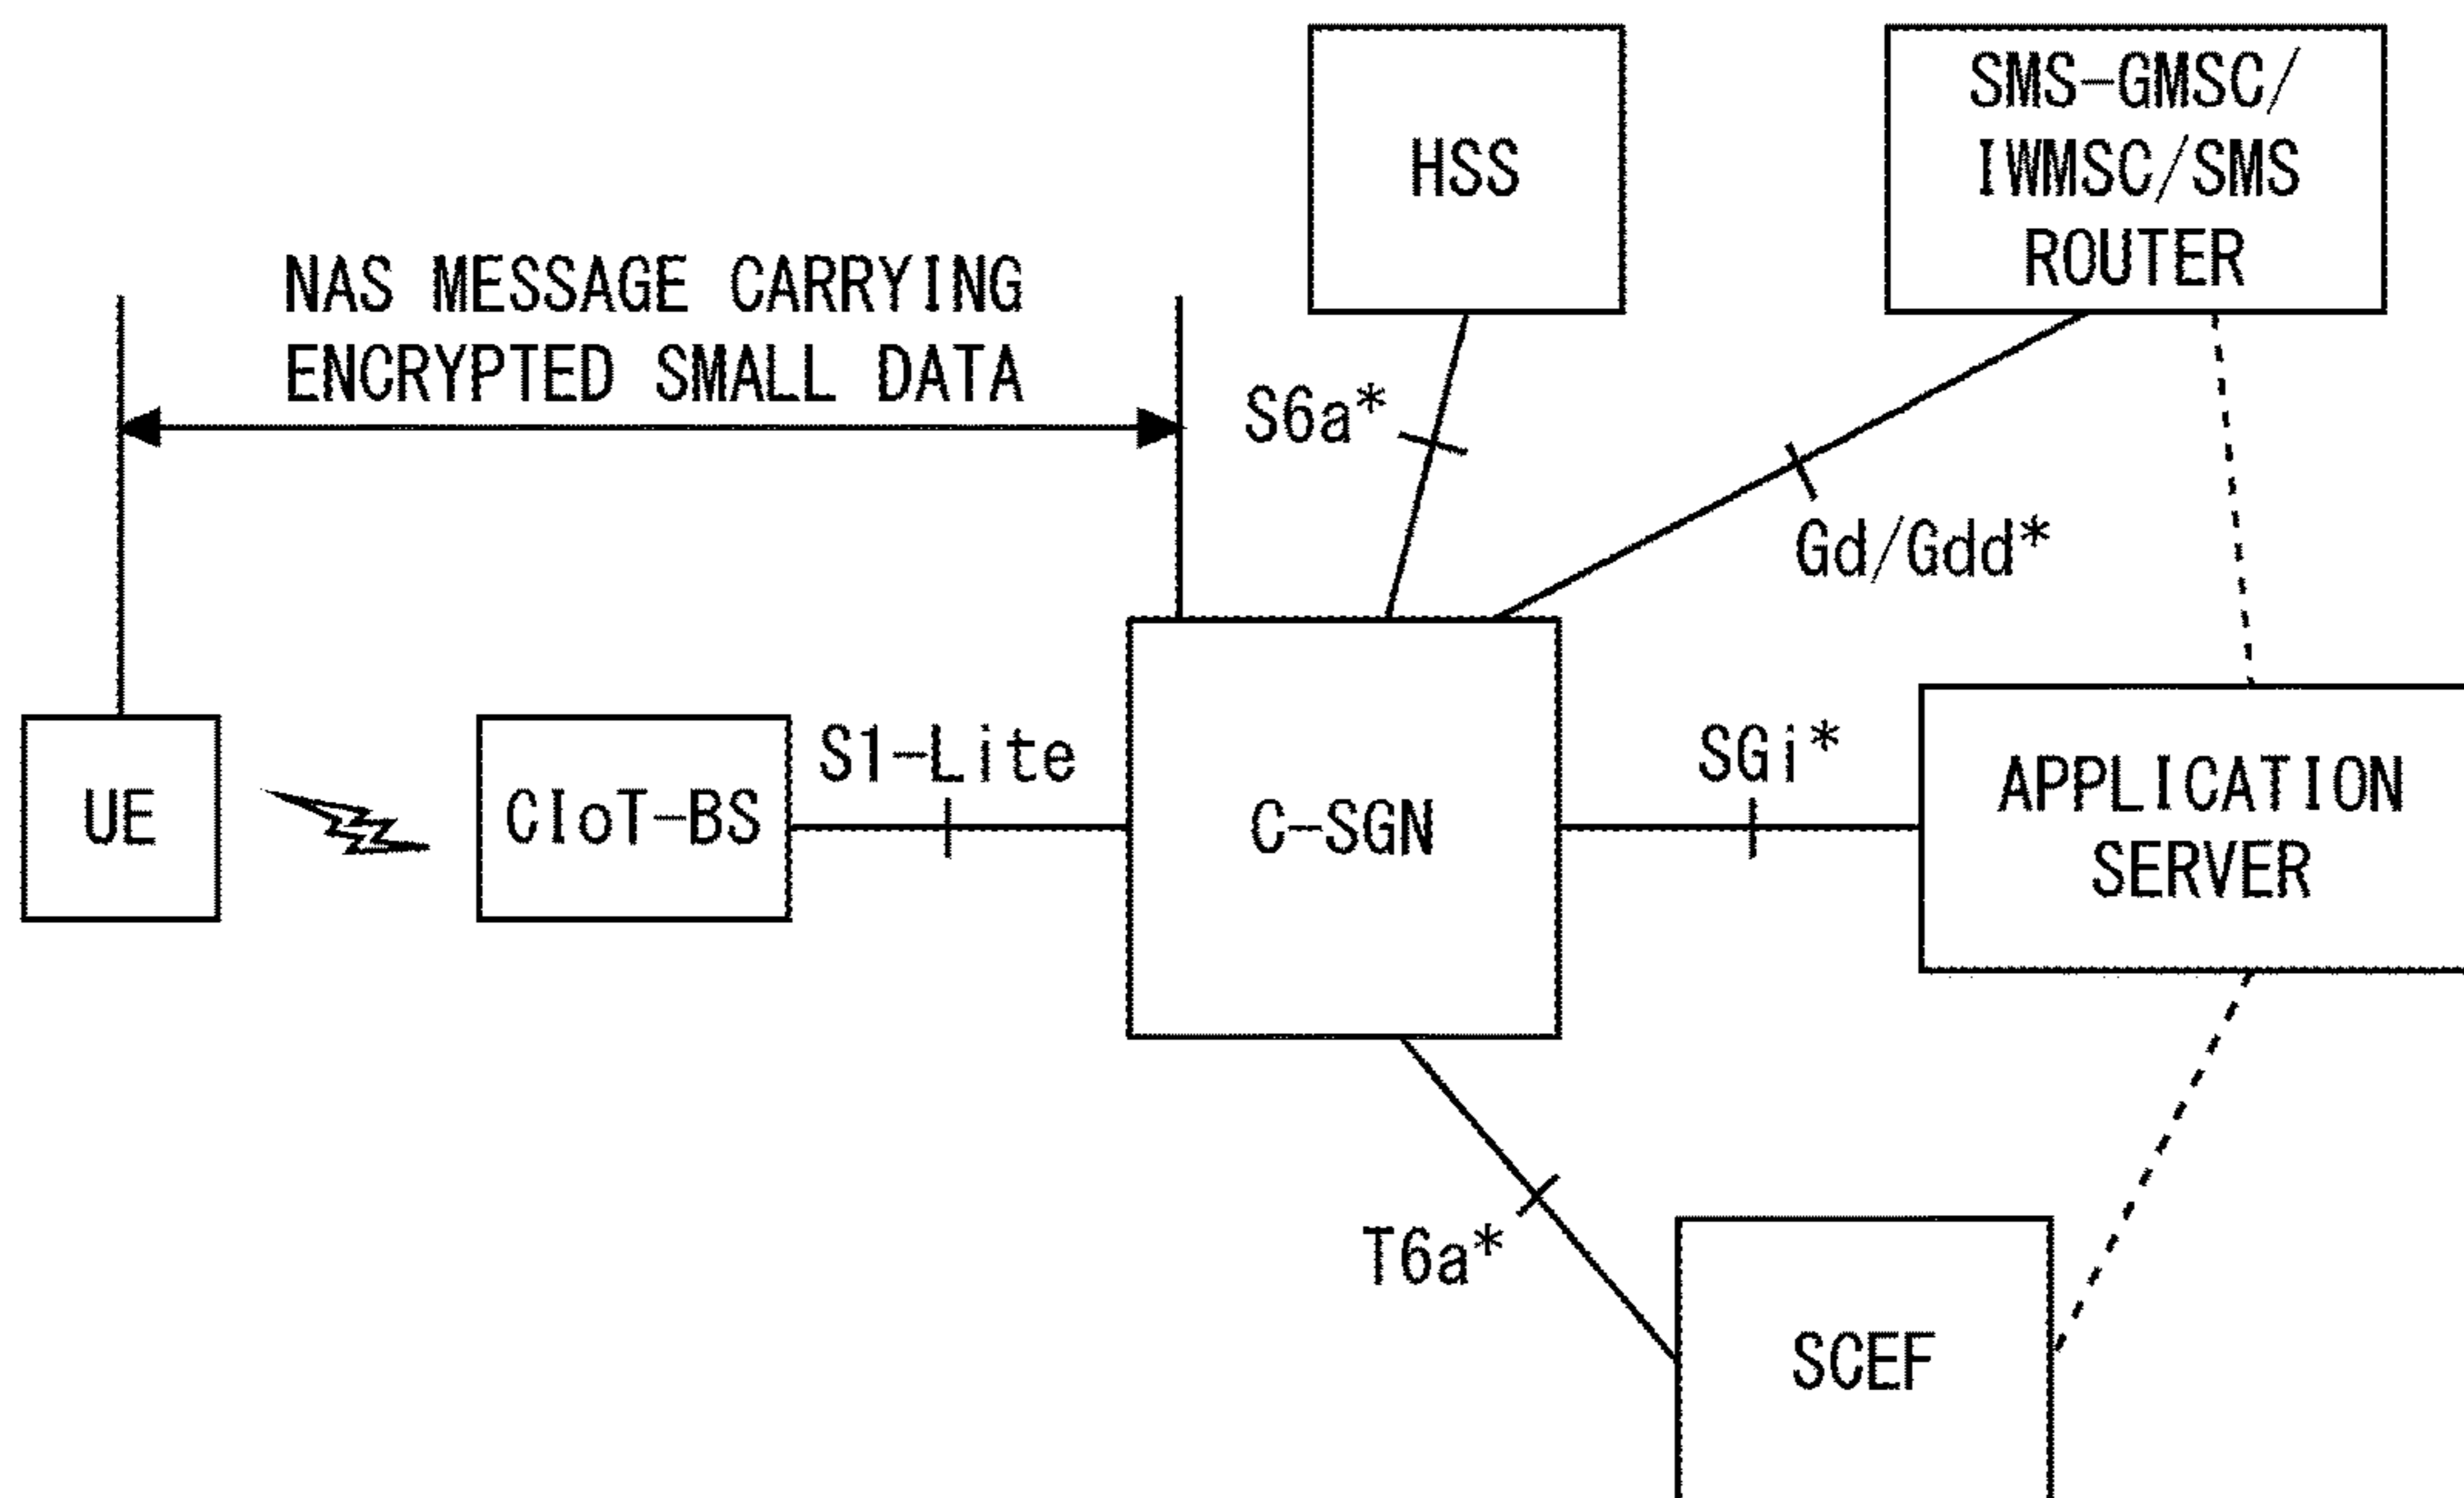 HSS
SMS-GMSC/
IWMSC/SMS
ROUTER
NAS MESSAGE CARRYING
ENCRYPTED SMALL DATA
S6a*
Gd/Gdd*
UE
CIoT-BS
S1-Lite
C-SGN
SGi*
APPLICATION
SERVER
T6a*
SCEF